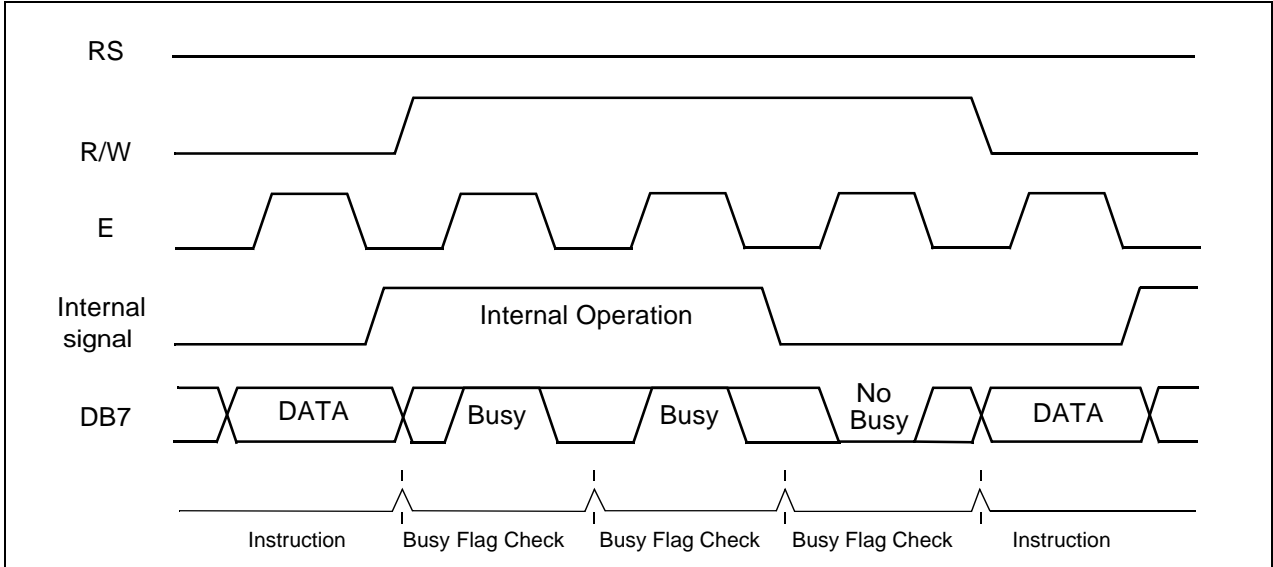 RS
R/W
E
Internal
signal
Internal Operation
DB7
DATA
Busy
Busy
No
Busy
DATA
Instruction
Busy Flag Check
Busy Flag Check
Busy Flag Check
Instruction